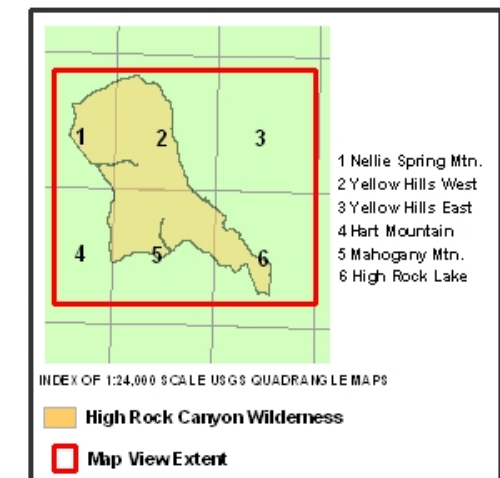 1
2
3
4
5
6
1 Nellie Spring Mtn.
2 Yellow Hills West
3 Yellow Hills East
4 Hart Mountain
5 Mahogany Mtn.
6 High Rock Lake
INDEX OF 1:24,000 SCALE USGS QUADRANGLE MAPS
High Rock Canyon Wilderness
Map View Extent